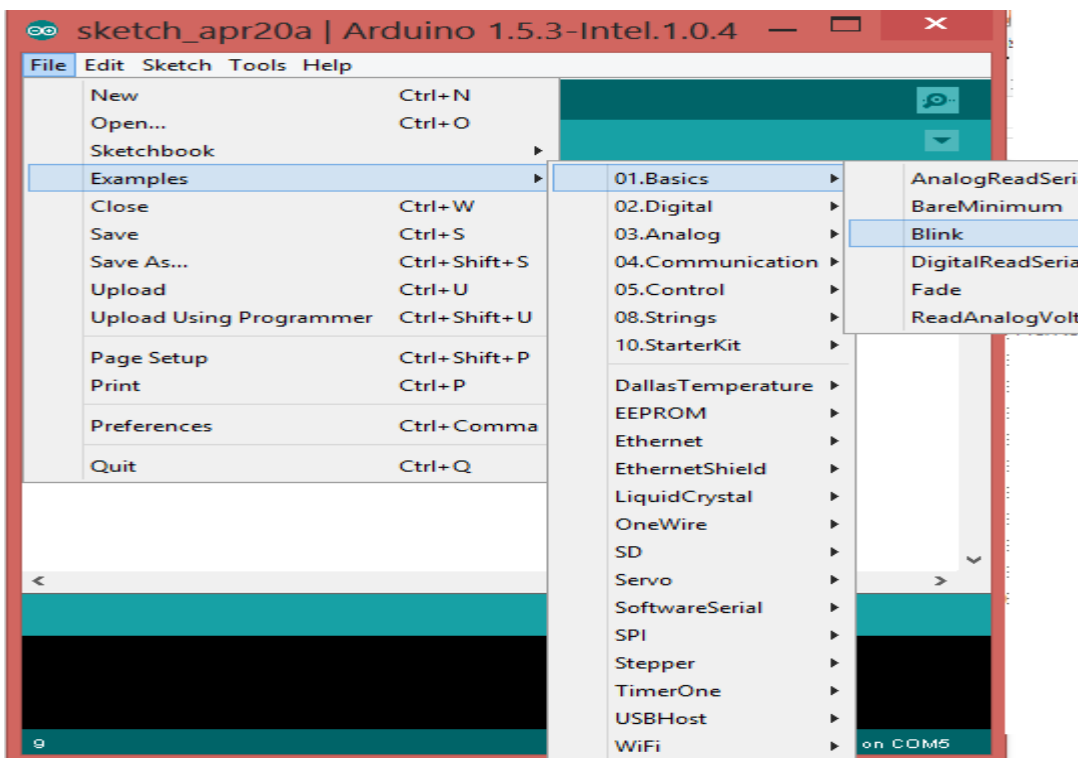 sketch_apr20a | Arduino 1.5.3-Intel.1.0.4
File Edit Sketch Tools Help
New Ctrl+N
Open... Ctrl+O
Sketchbook
Examples
Close Ctrl+W
Save Ctrl+S
Save As... Ctrl+Shift+S
Upload Ctrl+U
Upload Using Programmer Ctrl+Shift+U
Page Setup Ctrl+Shift+P
Print Ctrl+P
Preferences Ctrl+Comma
Quit Ctrl+Q
01.Basics
02.Digital
03.Analog
04.Communication
05.Control
08.Strings
10.StarterKit
DallasTemperature
EEPROM
Ethernet
EthernetShield
LiquidCrystal
OneWire
SD
Servo
SoftwareSerial
SPI
Stepper
TimerOne
USBHost
WiFi
AnalogReadSeri
BareMinimum
Blink
DigitalReadSeria
Fade
ReadAnalogVolt
9 on COM5